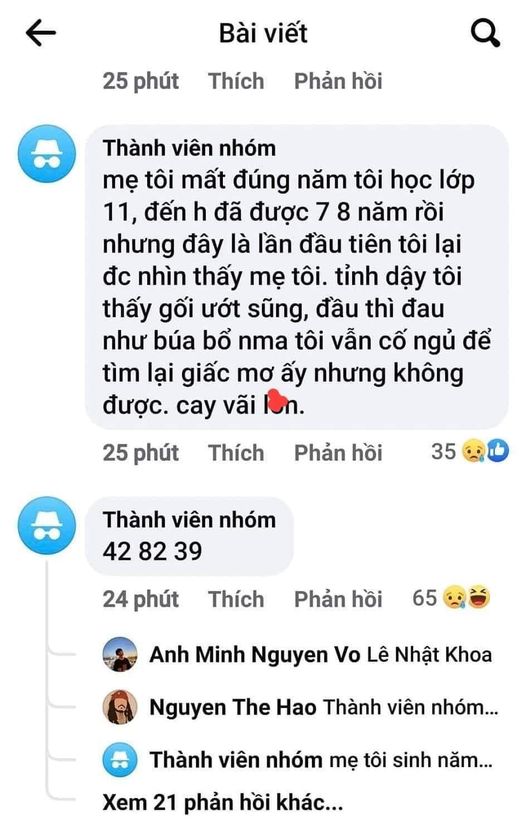 Bài viết
25 phút Thích Phản hồi
Thành viên nhóm
mẹ tôi mất đúng năm tôi học lớp
11, đến h đã được 7 8 năm rồi
nhưng đây là lần đầu tiên tôi lại
đc nhìn thấy mẹ tôi. tỉnh dậy tôi
thấy gối ướt sũng, đầu thì đau
như búa bổ nma tôi vẫn cố ngủ để
tìm lại giấc mơ ấy nhưng không
được. cay vãi
25 phút Thích Phản hồi 35
Thành viên nhóm
42 82 39
24 phút Thích Phản hồi 65
Anh Minh Nguyen Vo Lê Nhật Khoa
Nguyen The Hao Thành viên nhóm...
Thành viên nhóm mẹ tôi sinh năm...
Xem 21 phản hồi khác...